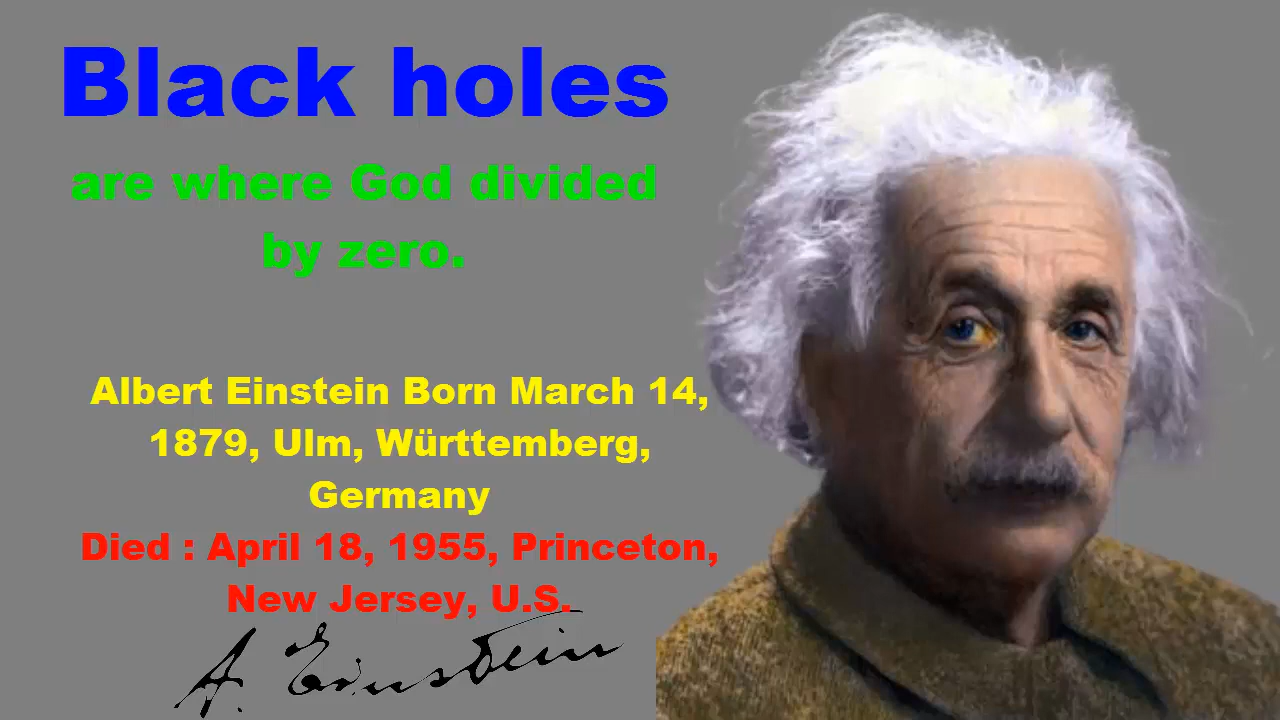 Black holes
are where God divided
by zero.
Albert Einstein Born March 14,
1879, Ulm, Württemberg,
Germany
Died : April 18, 1955, Princeton,
New Jersey, U.S.
A. Einstein